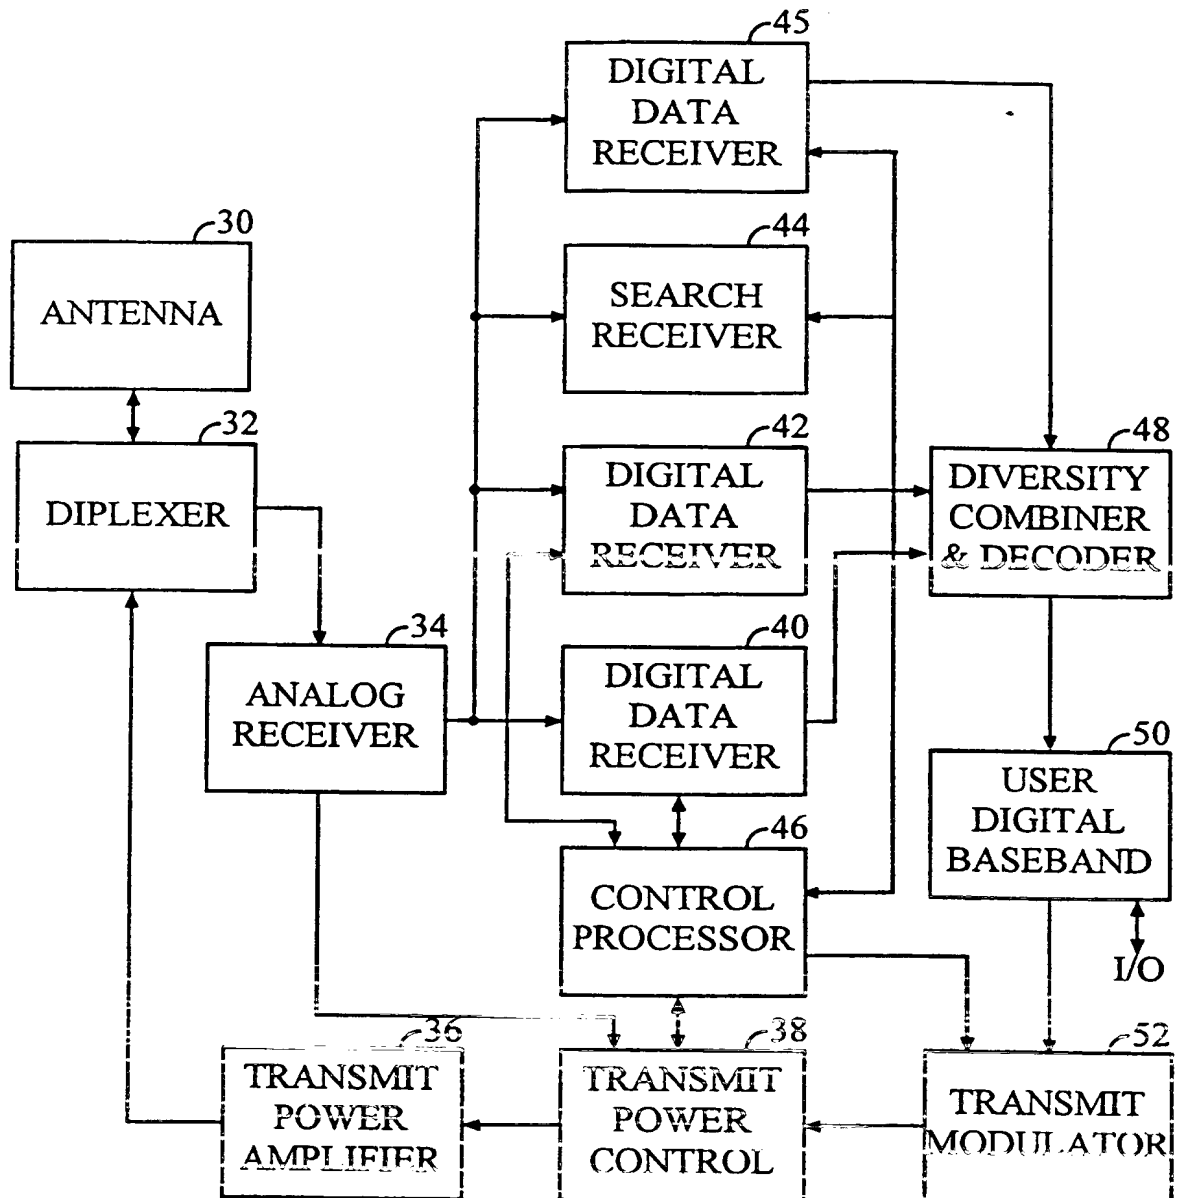 45
DIGITAL
DATA
RECEIVER
30
ANTENNA
44
SEARCH
RECEIVER
32
DIPLEXER
42
DIGITAL
DATA
RECEIVER
48
DIVERSITY
COMBINER
& DECODER
34
ANALOG
RECEIVER
40
DIGITAL
DATA
RECEIVER
50
USER
DIGITAL
BASEBAND
I/O
46
CONTROL
PROCESSOR
36
TRANSMIT
POWER
AMPLIFIER
38
TRANSMIT
POWER
CONTROL
52
TRANSMIT
MODULATOR